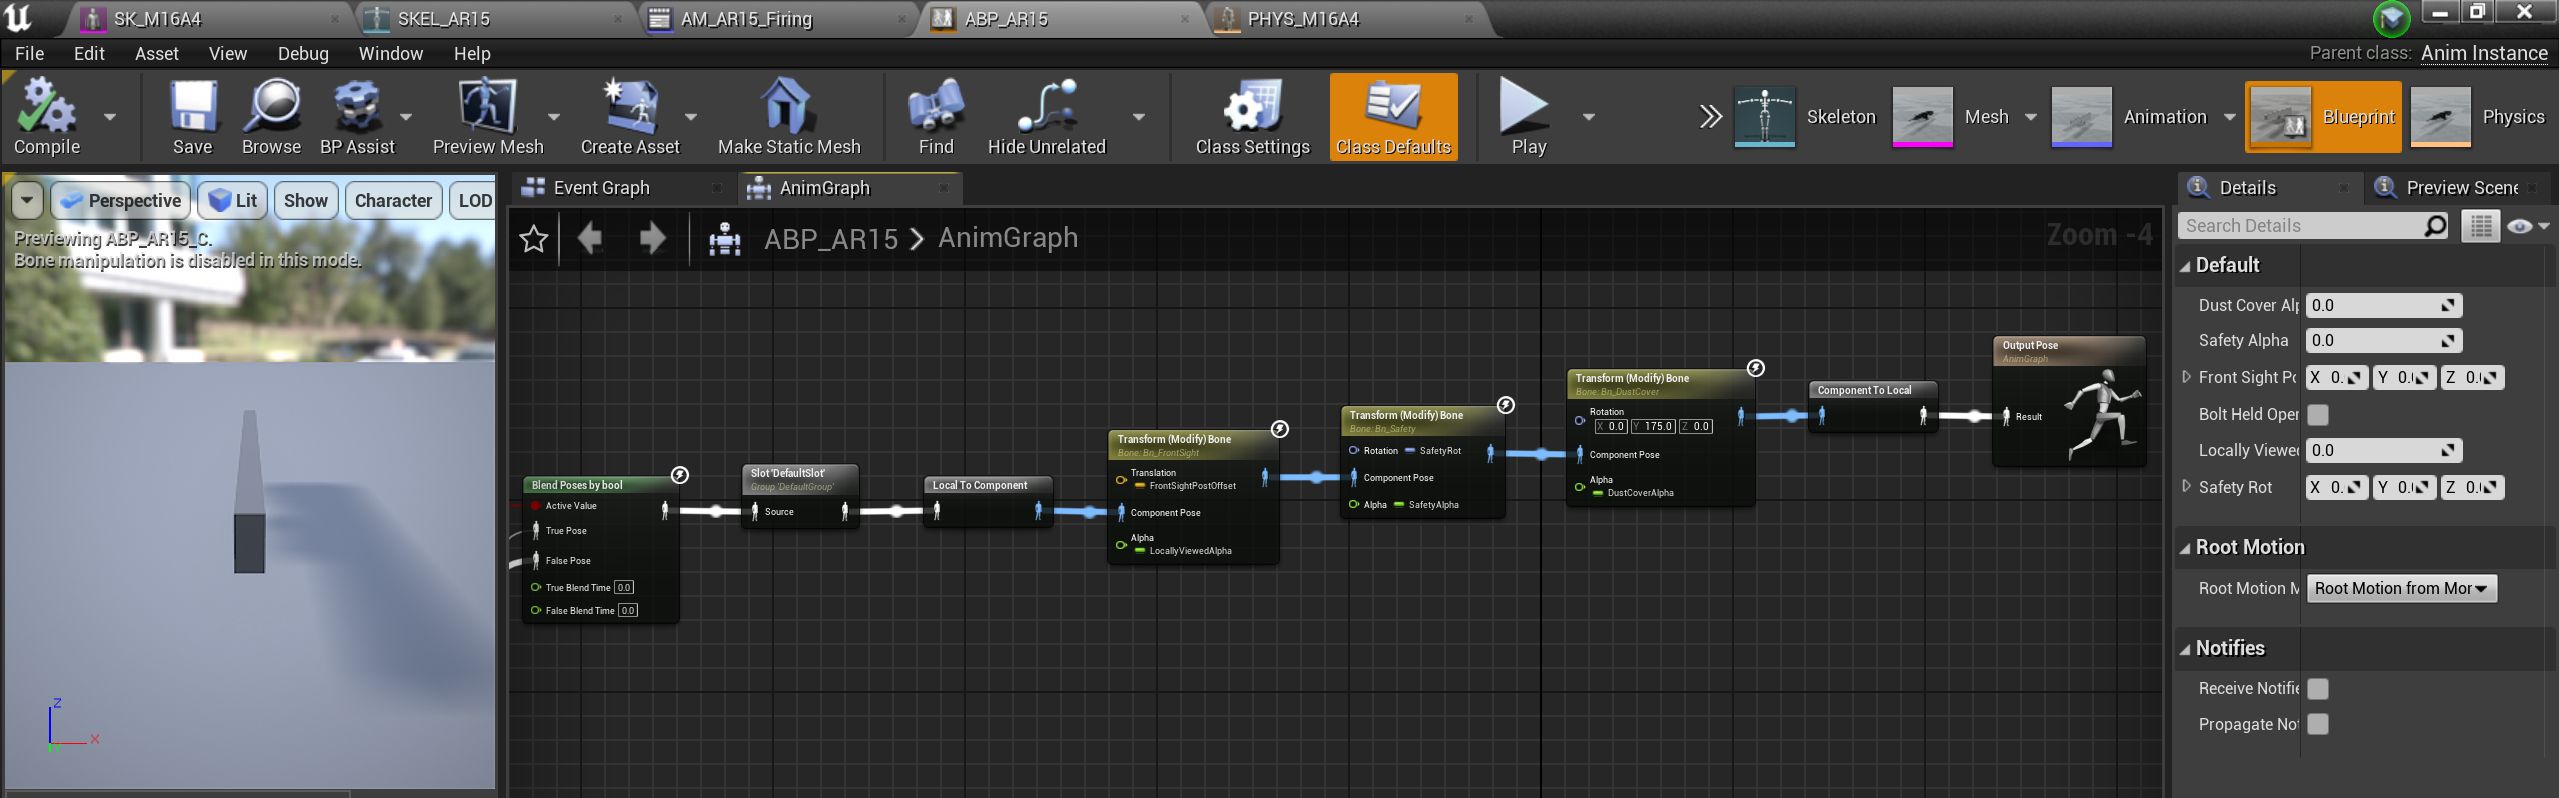 SK_M16A4
SKEL_AR15
AM_AR15_Firing
ABP_AR15
PHYS_M16A4
File Edit Asset View Debug Window Help
Parent class: Anim Instance
Compile
Save
Browse
BP Assist
Preview Mesh
Create Asset
Make Static Mesh
Find
Hide Unrelated
Class Settings
Class Defaults
Play
Skeleton
Mesh
Animation
Blueprint
Physics
Perspective
Lit
Show
Character
LOD
Previewing ABP_AR15_C.
Bone manipulation is disabled in this mode.
Z
X
Event Graph
AnimGraph
ABP_AR15 > AnimGraph
Zoom -4
Blend Poses by bool
Active Value
True Pose
False Pose
True Blend Time 0.0
False Blend Time 0.0
Slot 'DefaultSlot'
Group 'DefaultGroup'
Source
Local To Component
Transform (Modify) Bone
Bone: Bn_FrontSight
Translation
FrontSightPostOffset
Component Pose
Alpha
LocallyViewedAlpha
Transform (Modify) Bone
Bone: Bn_Safety
Rotation SafetyRot
Component Pose
Alpha SafetyAlpha
Transform (Modify) Bone
Bone: Bn_DustCover
Rotation
X 0.0 Y 175.0 Z 0.0
Component Pose
Alpha
DustCoverAlpha
Component To Local
Output Pose
AnimGraph
Result
Details
Preview Scene
Search Details
Default
Dust Cover Alp 0.0
Safety Alpha 0.0
Front Sight Po X 0. Y 0.( Z 0.(
Bolt Held Oper
Locally Viewe 0.0
Safety Rot X 0. Y 0.( Z 0.(
Root Motion
Root Motion M Root Motion from Mor
Notifies
Receive Notifie
Propagate Not